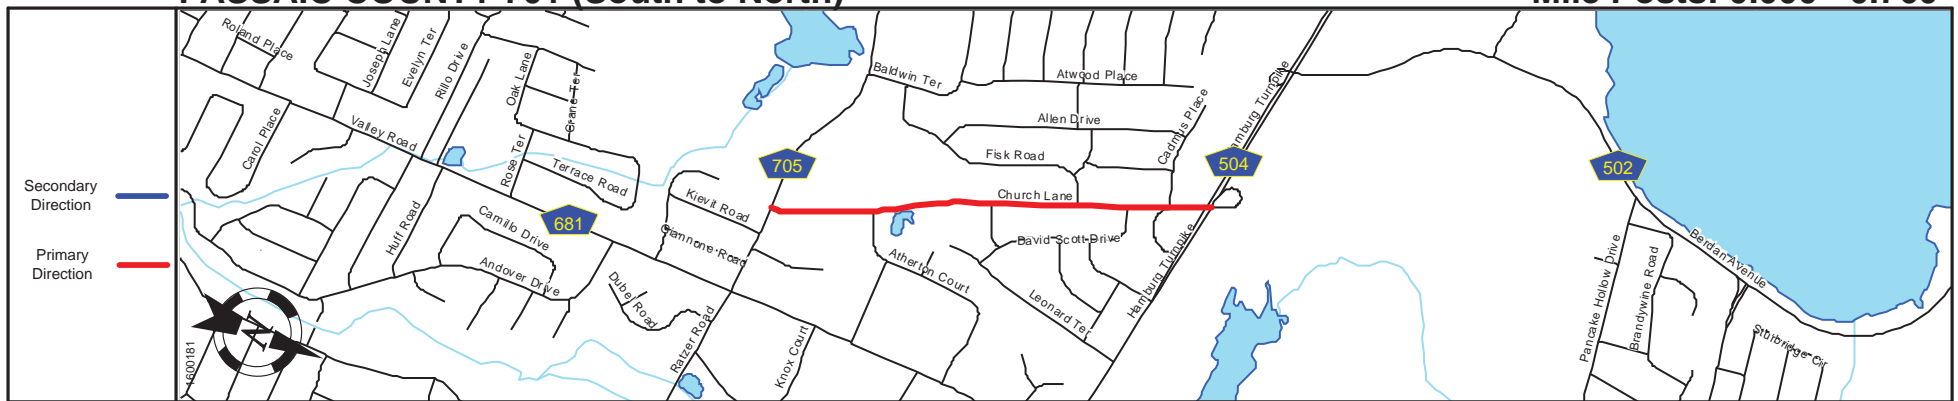 Secondary
Direction
Primary
Direction
Roland Place
Joseph Lane
Evelyn Ter
Rillo Drive
Oak Lane
Crane Ter
Carol Place
Valley Road
Rose Ter
Terrace Road
Huff Road
Camillo Drive
681
Andover Drive
Dubel Road
Kievit Road
Giannone Road
Ratzer Road
705
Baldwin Ter
Atwood Place
Allen Drive
Cadmus Place
Fisk Road
Church Lane
David Scott Drive
Atherton Court
Leonard Ter
Knox Court
Hamburg Turnpike
504
Hamburg Turnpike
502
Berdan Avenue
Pancake Hollow Drive
Brandywine Road
Sturbridge Cir
N
16000181